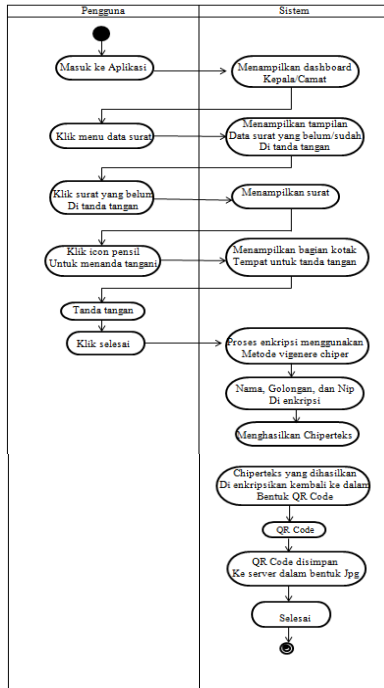 Pengguna
Sistem
Masuk ke Aplikasi
Menampilkan dashboard
Kepala/Camat
Klik menu data surat
Menampilkan tampilan
Data surat yang belum/sudah
Di tanda tangan
Klik surat yang belum
Di tanda tangan
Menampilkan surat
Klik icon pensil
Untuk menanda tangani
Menampilkan bagian kotak
Tempat untuk tanda tangan
Tanda tangan
Klik selesai
Proses enkripsi menggunakan
Metode vigenere chiper
Nama, Golongan, dan Nip
Di enkripsi
Menghasilkan Chiperteks
Chiperteks yang dihasilkan
Di enkripsikan kembali ke dalam
Bentuk QR Code
QR Code
QR Code disimpan
Ke server dalam bentuk Jpg
Selesai